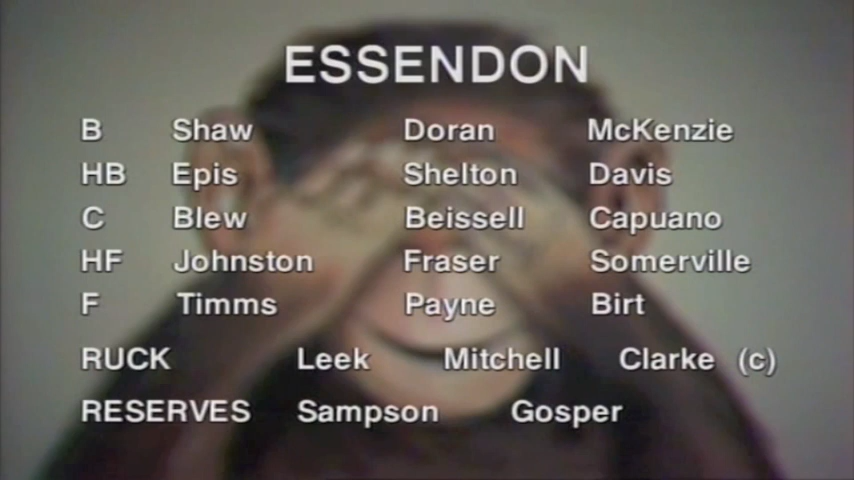 ESSENDON
B Shaw Doran McKenzie
HB Epis Shelton Davis
C Blew Beissell Capuano
HF Johnston Fraser Somerville
F Timms Payne Birt
RUCK Leek Mitchell Clarke (c)
RESERVES Sampson Gosper